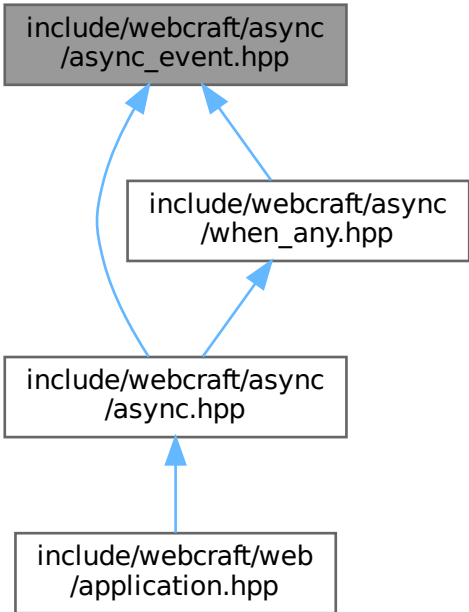 include/webcraft/async
/async_event.hpp
include/webcraft/async
/when_any.hpp
include/webcraft/async
/async.hpp
include/webcraft/web
/application.hpp